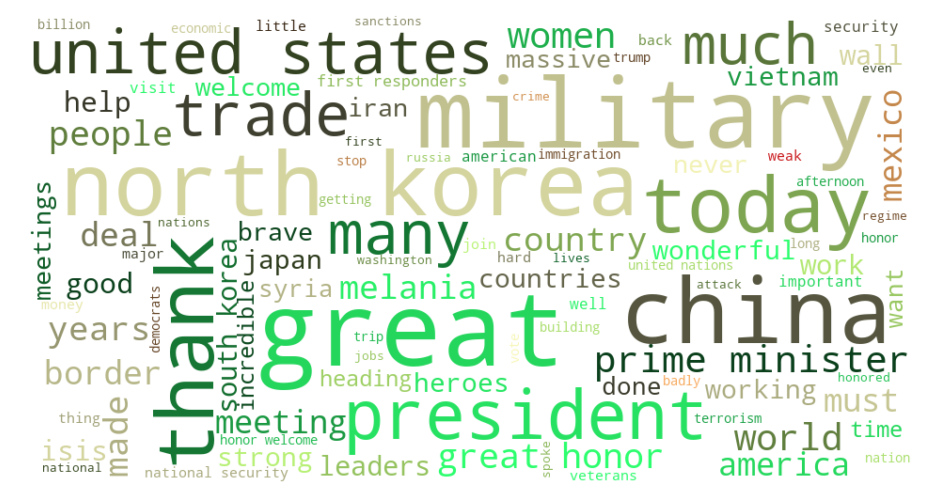 billion
economic
little
sanctions
security
united states
women
back
much
wall
massive
trump
even
visit
welcome
first responders
vietnam
help
trade
iran
crime
military
mexico
people
first
stop
russia
american
immigration
never
weak
north korea
getting
today
afternoon
regime
meetings
nations
deal
major
brave
many
join
country
wonderful
long
honor
thank
south korea
incredible
japan
washington
hard
lives
united nations
work
good
syria
melania
countries
attack
important
want
money
democrats
great
well
china
years
trip
building
vote
jobs
prime minister
border
heading
heroes
done
badly
working
honored
made
thing
meeting
president
terrorism
must
isis
honor welcome
world
time
national
strong
great honor
spoke
america
nation
national security
leaders
veterans